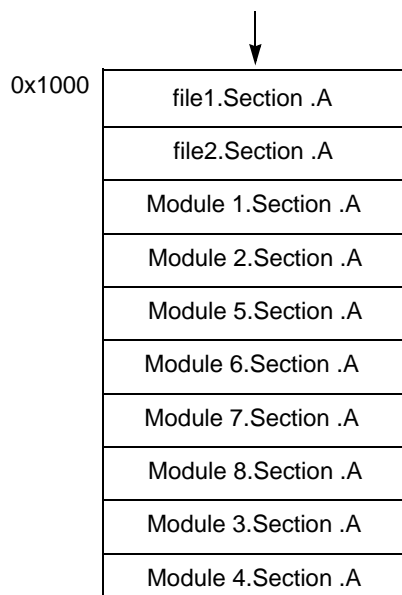 0x1000
file1.Section .A
file2.Section .A
Module 1.Section .A
Module 2.Section .A
Module 5.Section .A
Module 6.Section .A
Module 7.Section .A
Module 8.Section .A
Module 3.Section .A
Module 4.Section .A